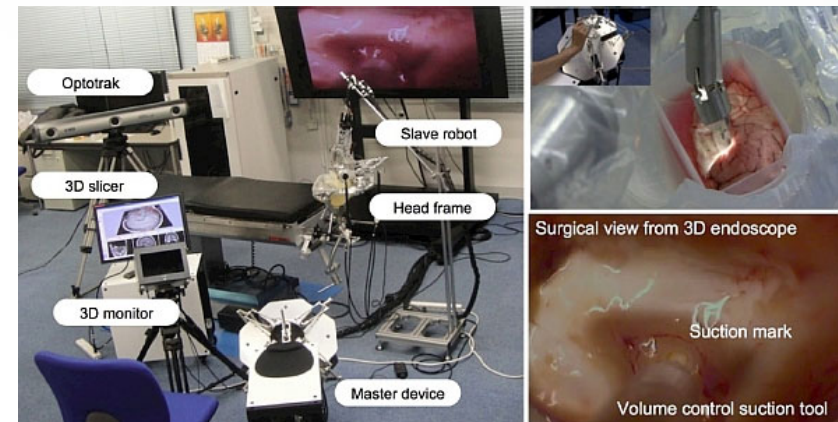 Optotrak
Slave robot
3D slicer
Head frame
3D monitor
Master device
Surgical view from 3D endoscope
Suction mark
Volume control suction tool